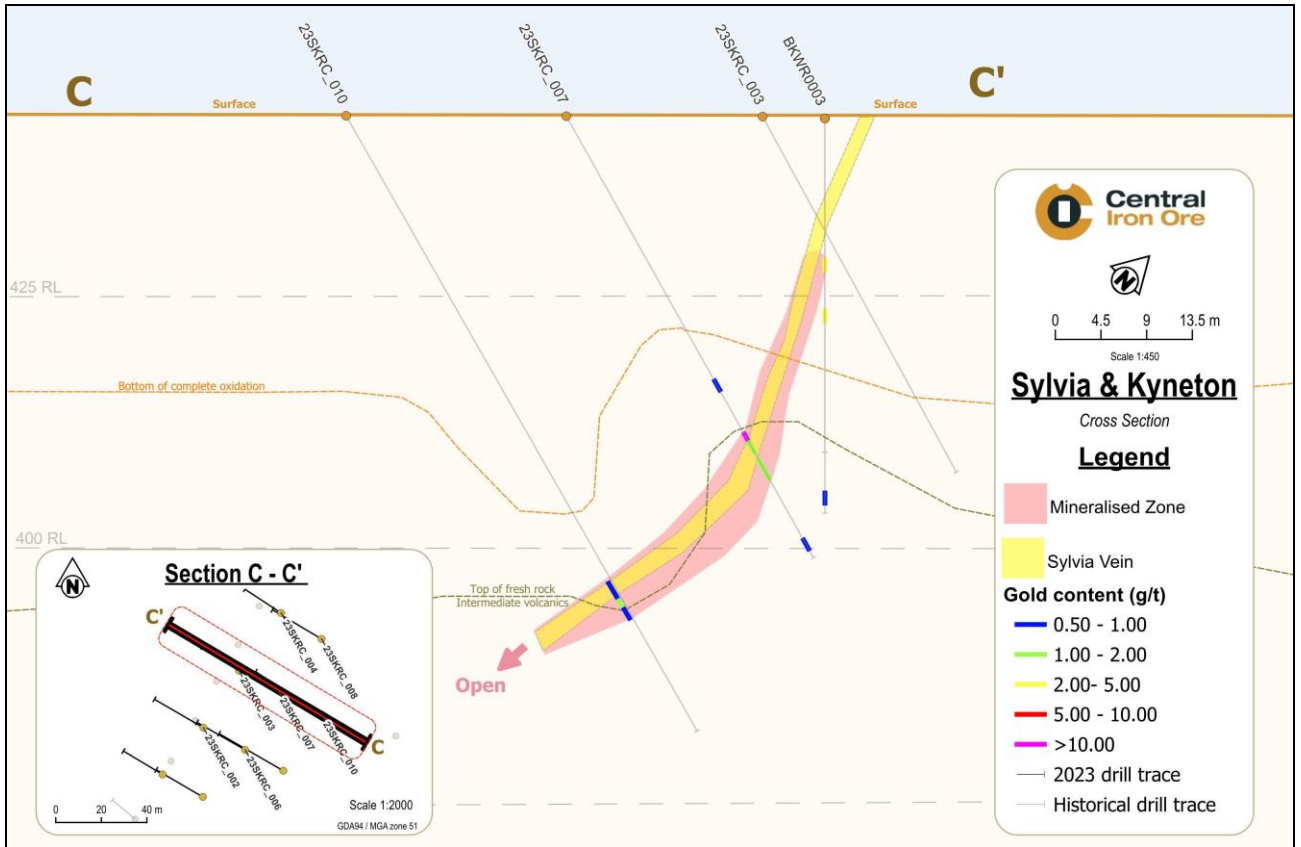 C
C'
23SKRC_010
23SKRC_007
23SKRC_003
BKWR0003
Surface
Surface
425 RL
Bottom of complete oxidation
400 RL
Top of fresh rock
Intermediate volcanics
Open
Central
Iron Ore
N
0 4.5 9 13.5 m
Scale 1:450
Sylvia & Kyneton
Cross Section
Legend
Mineralised Zone
Sylvia Vein
Gold content (g/t)
0.50 - 1.00
1.00 - 2.00
2.00- 5.00
5.00 - 10.00
>10.00
2023 drill trace
Historical drill trace
Section C - C'
N
C'
C
23SKRC_004
23SKRC_008
23SKRC_003
23SKRC_007
23SKRC_010
23SKRC_002
23SKRC_006
0 20 40 m
Scale 1:2000
GDA94 / MGA zone 51